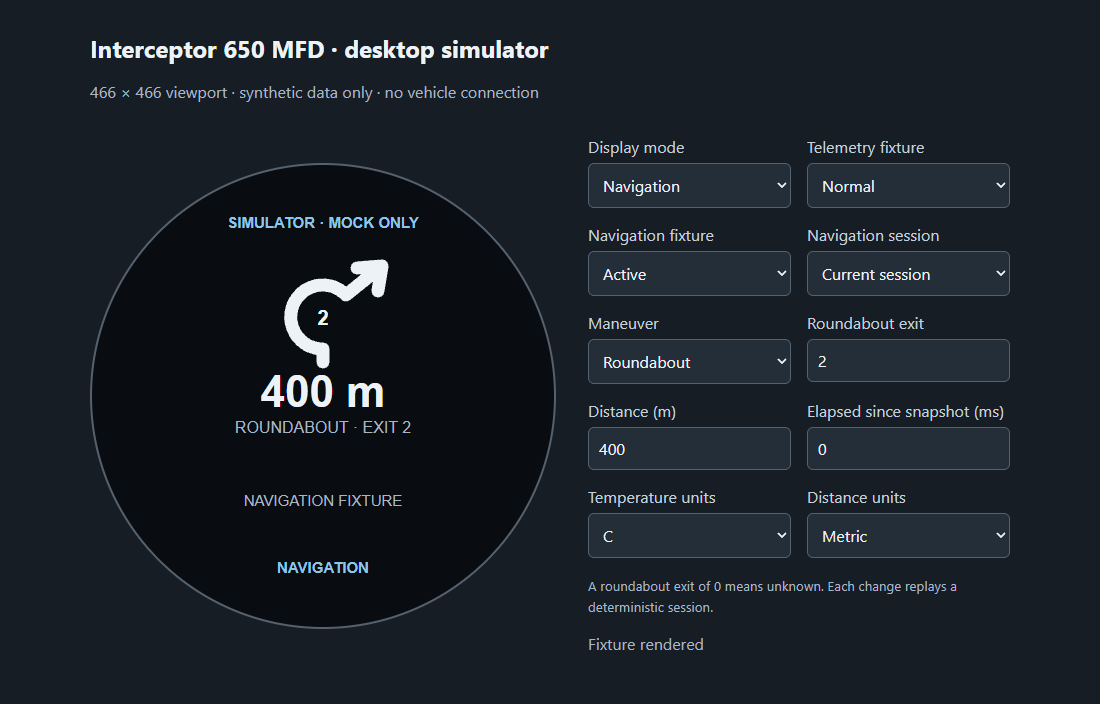 Interceptor 650 MFD · desktop simulator
466 × 466 viewport · synthetic data only · no vehicle connection
SIMULATOR · MOCK ONLY
2
400 m
ROUNDABOUT · EXIT 2
NAVIGATION FIXTURE
NAVIGATION
Display mode
Telemetry fixture
Navigation
Normal
Navigation fixture
Navigation session
Active
Current session
Maneuver
Roundabout exit
Roundabout
2
Distance (m)
Elapsed since snapshot (ms)
400
0
Temperature units
Distance units
C
Metric
A roundabout exit of 0 means unknown. Each change replays a
deterministic session.
Fixture rendered